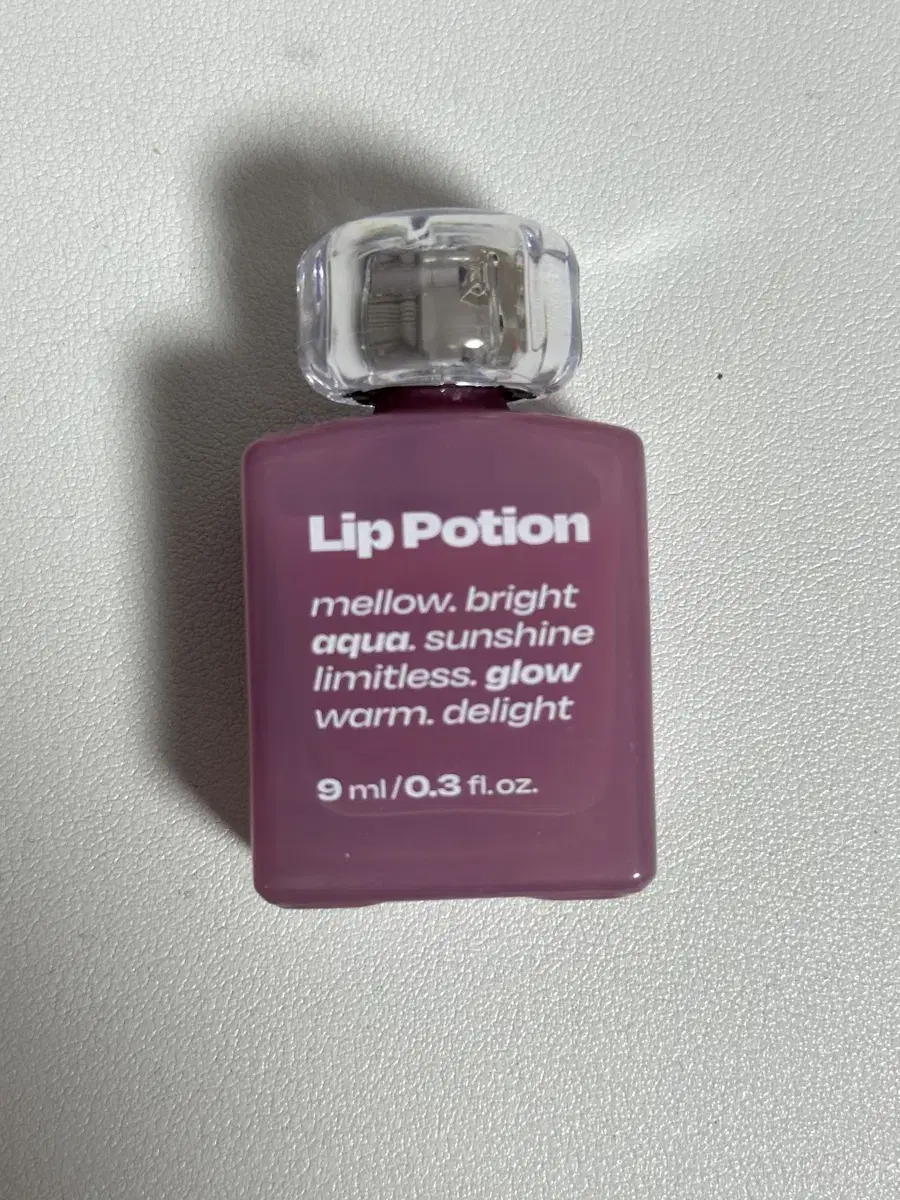 Lip Potion
mellow. bright
aqua. sunshine
limitless. glow
warm. delight
9 ml/0.3 fl.oz.